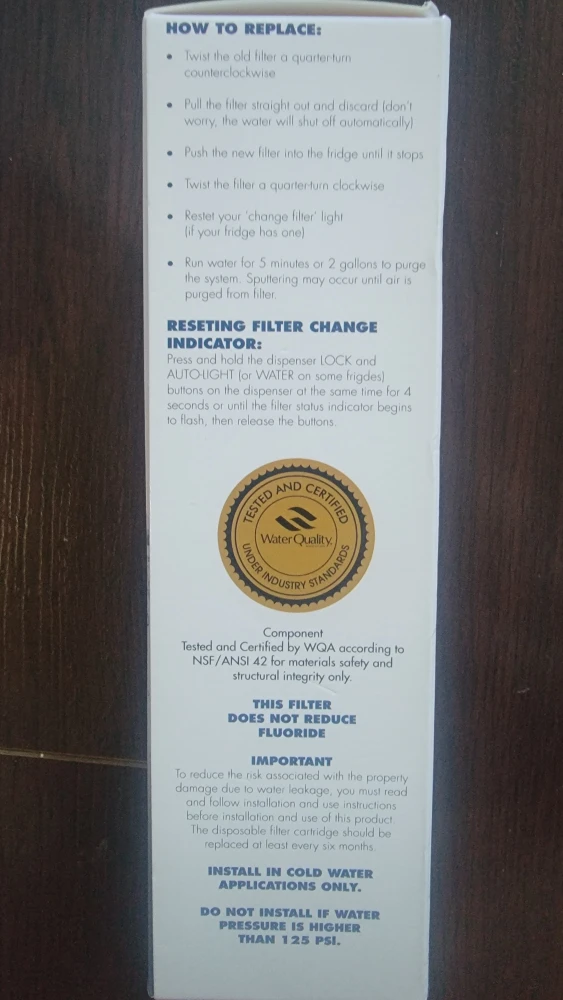 HOW TO REPLACE:
• Twist the old filter a quarter-turn
counterclockwise
• Pull the filter straight out and discard (don't
worry, the water will shut off automatically)
• Push the new filter into the fridge until it stops
• Twist the filter a quarter-turn clockwise
• Restet your 'change filter' light
(if your fridge has one)
• Run water for 5 minutes or 2 gallons to purge
the system. Sputtering may occur until air is
purged from filter.
RESETING FILTER CHANGE
INDICATOR:
Press and hold the dispenser LOCK and
AUTO-LIGHT (or WATER on some frigdes)
buttons on the dispenser at the same time for 4
seconds or until the filter status indicator begins
to flash, then release the buttons.
TESTED AND CERTIFIED
Water Quality
UNDER INDUSTRY STANDARDS
Component
Tested and Certified by WQA according to
NSF/ANSI 42 for materials safety and
structural integrity only.
THIS FILTER
DOES NOT REDUCE
FLUORIDE
IMPORTANT
To reduce the risk associated with the property
damage due to water leakage, you must read
and follow installation and use instructions
before installation and use of this product.
The disposable filter cartridge should be
replaced at least every six months.
INSTALL IN COLD WATER
APPLICATIONS ONLY.
DO NOT INSTALL IF WATER
PRESSURE IS HIGHER
THAN 125 PSI.